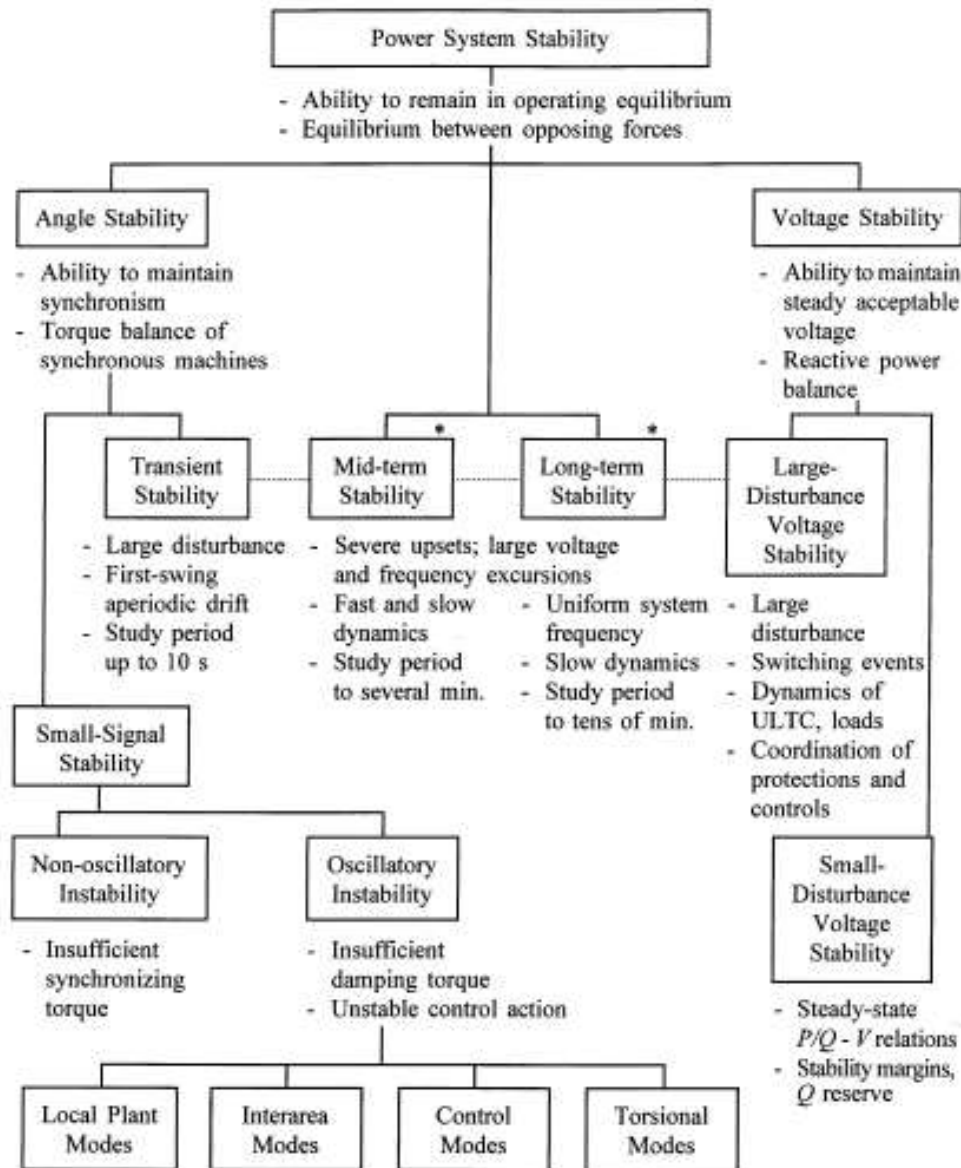 Power System Stability
- Ability to remain in operating equilibrium
- Equilibrium between opposing forces
Angle Stability
- Ability to maintain
synchronism
- Torque balance of
synchronous machines
Voltage Stability
- Ability to maintain
steady acceptable
voltage
- Reactive power
balance
Transient
Stability
- Large disturbance
- First-swing
aperiodic drift
- Study period
up to 10 s
*
Mid-term
Stability
- Severe upsets; large voltage
and frequency excursions
- Fast and slow
dynamics
- Study period
to several min.
*
Long-term
Stability
- Uniform system
frequency
- Slow dynamics
- Study period
to tens of min.
Large-
Disturbance
Voltage
Stability
- Large
disturbance
- Switching events
- Dynamics of
ULTC, loads
- Coordination of
protections and
controls
Small-Signal
Stability
Non-oscillatory
Instability
- Insufficient
synchronizing
torque
Oscillatory
Instability
- Insufficient
damping torque
- Unstable control action
Small-
Disturbance
Voltage
Stability
- Steady-state
P/Q - V relations
- Stability margins,
Q reserve
Local Plant
Modes
Interarea
Modes
Control
Modes
Torsional
Modes